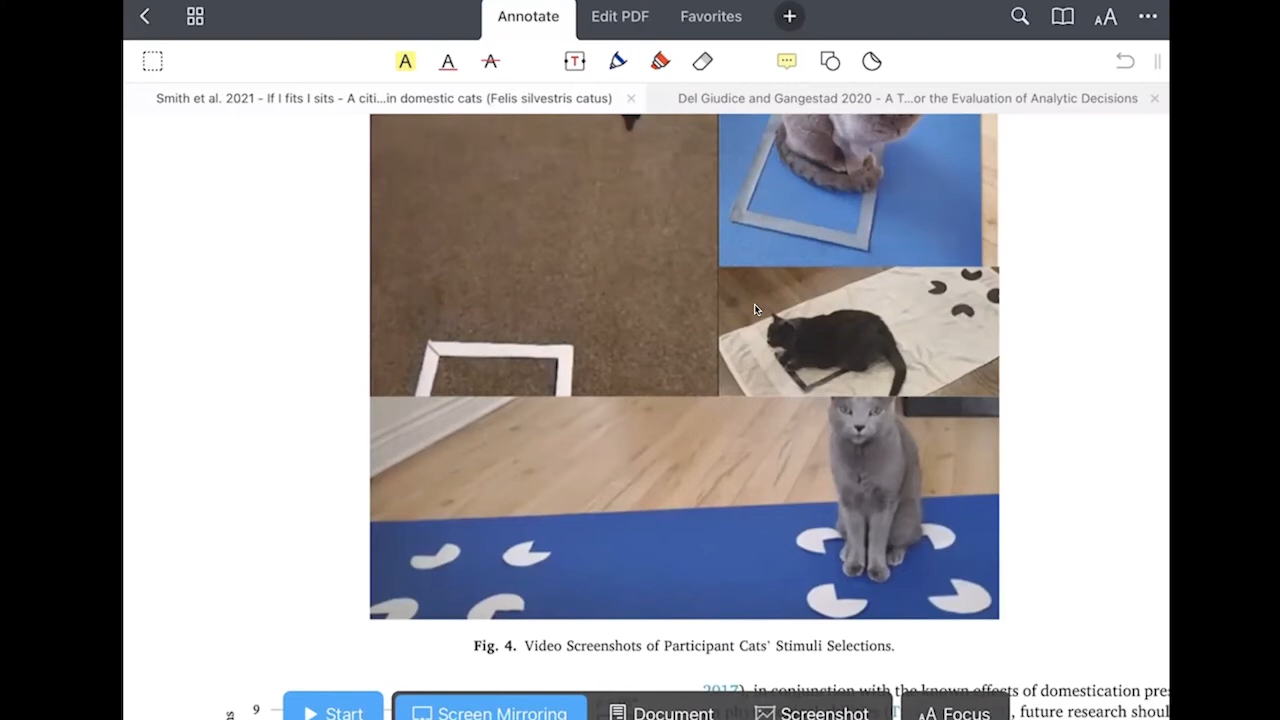 Annotate Edit PDF Favorites
Smith et al. 2021 - If I fits I sits - A citi...in domestic cats (Felis silvestris catus) Del Giudice and Gangestad 2020 - A T...or the Evaluation of Analytic Decisions
Fig. 4. Video Screenshots of Participant Cats' Stimuli Selections.
2017), in conjunction with the known effects of domestication
9
Start Screen Mirroring Document Screenshot AA Focus
, future research